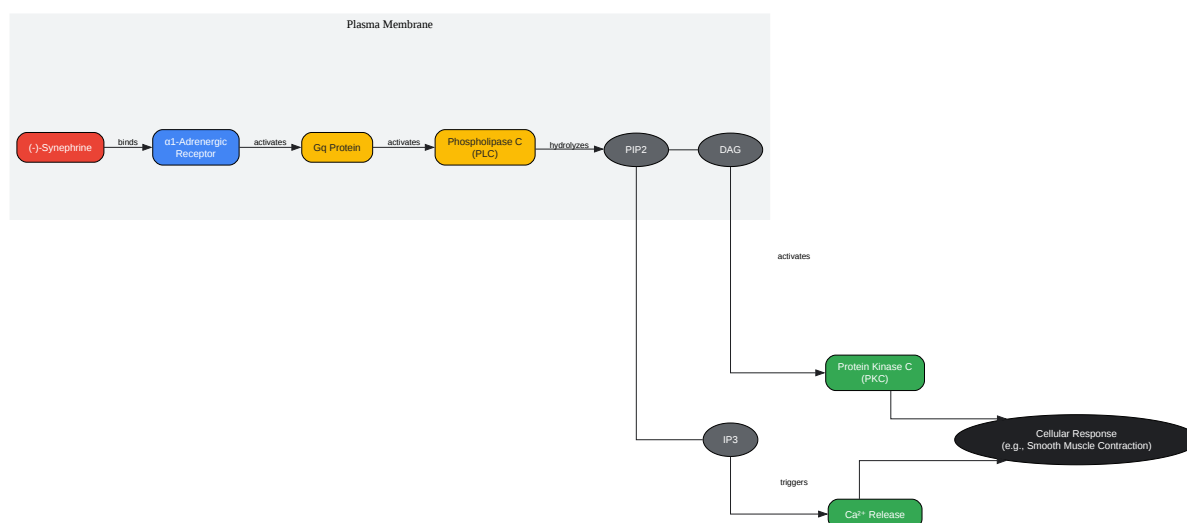 Plasma Membrane
(-)-Synephrine
binds
α1-Adrenergic
Receptor
activates
Gq Protein
activates
Phospholipase C
(PLC)
hydrolyzes
PIP2
DAG
activates
Protein Kinase C
(PKC)
IP3
Cellular Response
(e.g., Smooth Muscle Contraction)
triggers
Ca²⁺ Release